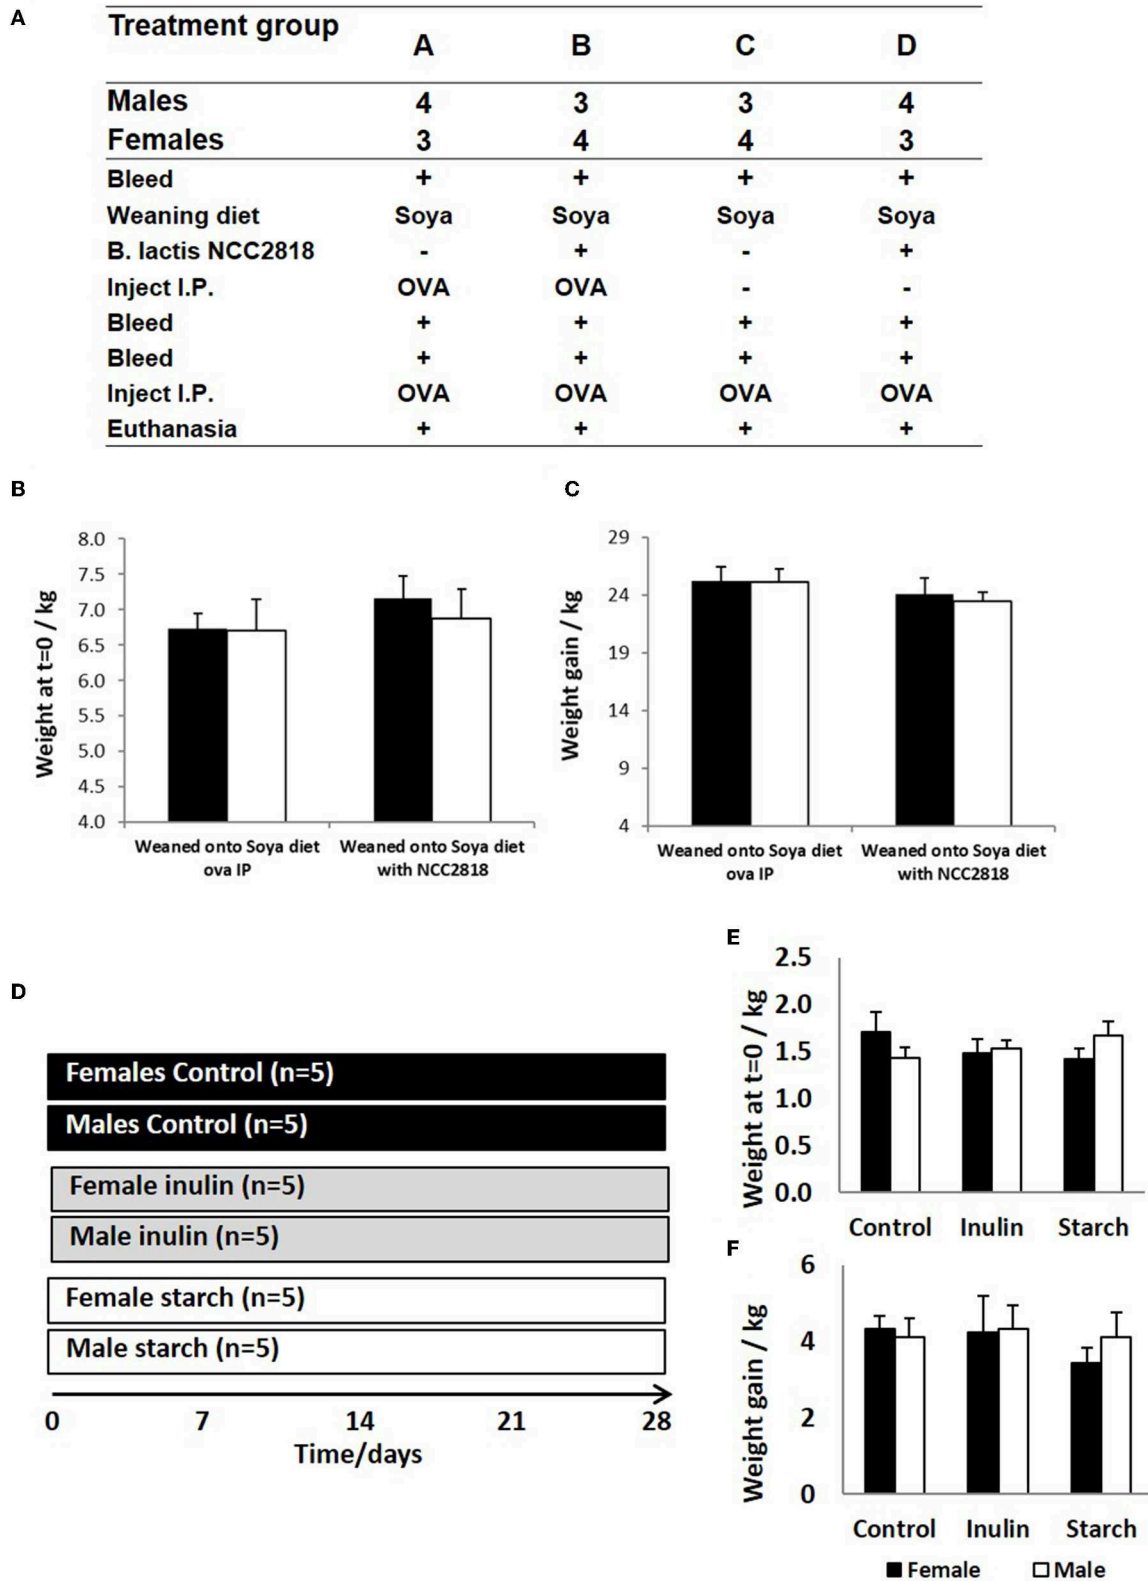 A
Treatment group
A B C D
Males 4 3 3 4
Females 3 4 4 3
Bleed + + + +
Weaning diet Soya Soya Soya Soya
B. lactis NCC2818 - + - +
Inject I.P. OVA OVA - -
Bleed + + + +
Bleed + + + +
Inject I.P. OVA OVA OVA OVA
Euthanasia + + + +
B
Weight at t=0 / kg
8.0
7.5
7.0
6.5
6.0
5.5
5.0
4.5
4.0
Weaned onto Soya diet
ova IP
Weaned onto Soya diet
with NCC2818
C
Weight gain / kg
29
24
19
14
9
4
Weaned onto Soya diet
ova IP
Weaned onto Soya diet
with NCC2818
D
Females Control (n=5)
Males Control (n=5)
Female inulin (n=5)
Male inulin (n=5)
Female starch (n=5)
Male starch (n=5)
0 7 14 21 28
Time/days
E
Weight at t=0 / kg
2.5
2.0
1.5
1.0
0.5
0.0
Control Inulin Starch
F
Weight gain / kg
6
4
2
0
Control Inulin Starch
Female Male